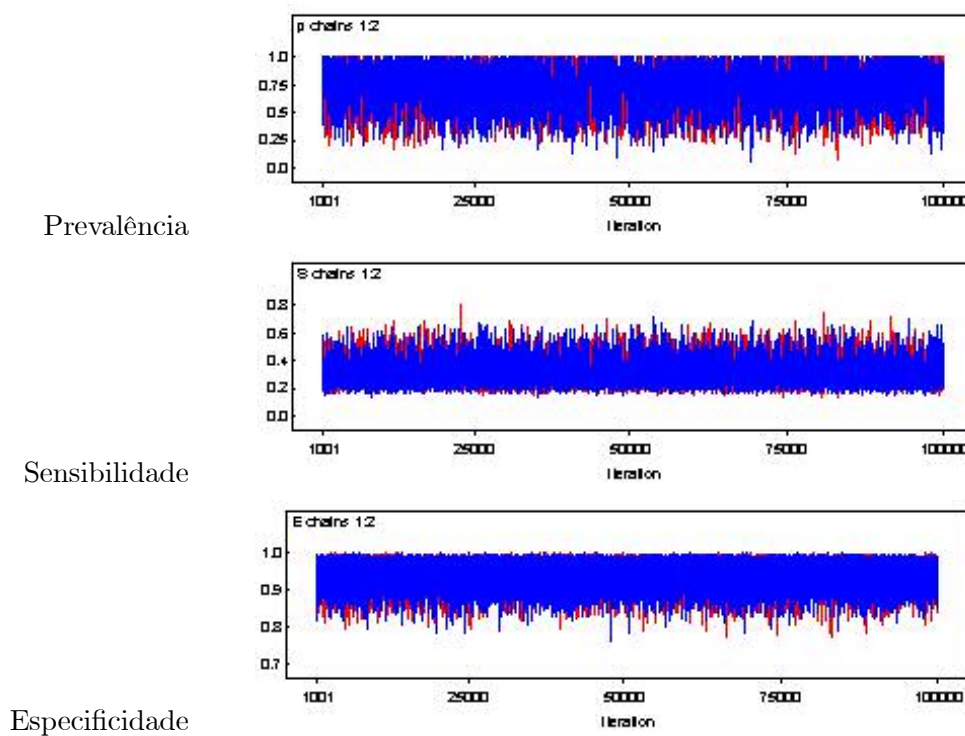 p chains 1:2
1.0
0.75
0.5
0.25
0.0
1001 25000 50000 75000 100000
iteration
Prevalência
S chains 1:2
0.8
0.6
0.4
0.2
0.0
1001 25000 50000 75000 100000
iteration
Sensibilidade
E chains 1:2
1.0
0.9
0.8
0.7
1001 25000 50000 75000 100000
iteration
Especificidade